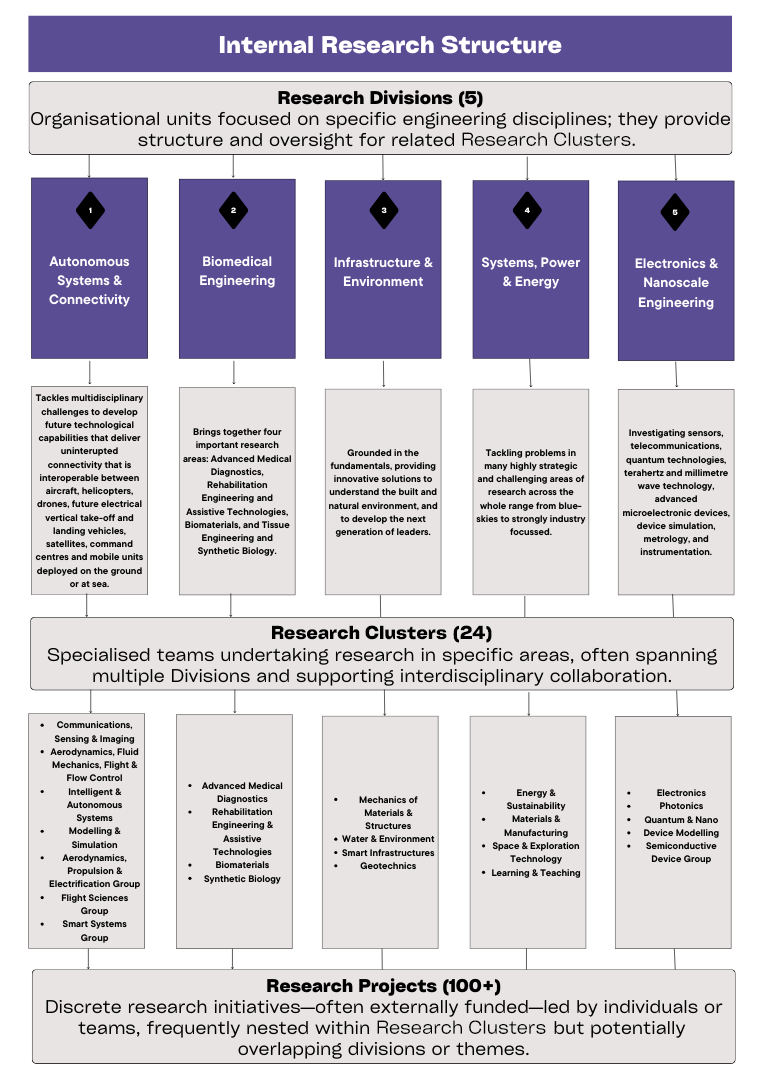 Internal Research Structure
Research Divisions (5)
Organisational units focused on specific engineering disciplines; they provide
structure and oversight for related Research Clusters.
1
Autonomous
Systems &
Connectivity
2
Biomedical
Engineering
3
Infrastructure &
Environment
4
Systems, Power
& Energy
5
Electronics &
Nanoscale
Engineering
Tackles multidisciplinary
challenges to develop
future technological
capabilities that deliver
uninterrupted
connectivity that is
interoperable between
aircraft, helicopters,
drones, future electrical
vertical take-off and
landing vehicles,
satellites, command
centres and mobile units
deployed on the ground
or at sea.
Brings together four
important research
areas: Advanced Medical
Diagnostics,
Rehabilitation
Engineering and
Assistive Technologies,
Biomaterials, and Tissue
Engineering and
Synthetic Biology.
Grounded in the
fundamentals, providing
innovative solutions to
understand the built and
natural environment, and
to develop the next
generation of leaders.
Tackling problems in
many highly strategic
and challenging areas of
research across the
whole range from blue-
skies to strongly industry
focussed.
Investigating sensors,
telecommunications,
quantum technologies,
terahertz and millimetre
wave technology,
advanced
microelectronic devices,
device simulation,
metrology, and
instrumentation.
Research Clusters (24)
Specialised teams undertaking research in specific areas, often spanning
multiple Divisions and supporting interdisciplinary collaboration.
• Communications,
Sensing & Imaging
• Aerodynamics, Fluid
Mechanics, Flight &
Flow Control
• Intelligent &
Autonomous
Systems
• Modelling &
Simulation
• Aerodynamics,
Propulsion &
Electrification Group
• Flight Sciences
Group
• Smart Systems
Group
• Advanced Medical
Diagnostics
• Rehabilitation
Engineering &
Assistive
Technologies
• Biomaterials
• Synthetic Biology
• Mechanics of
Materials &
Structures
• Water & Environment
• Smart Infrastructures
• Geotechnics
• Energy &
Sustainability
• Materials &
Manufacturing
• Space & Exploration
Technology
• Learning & Teaching
• Electronics
• Photonics
• Quantum & Nano
• Device Modelling
• Semiconductive
Device Group
Research Projects (100+)
Discrete research initiatives—often externally funded—led by individuals or
teams, frequently nested within Research Clusters but potentially
overlapping divisions or themes.